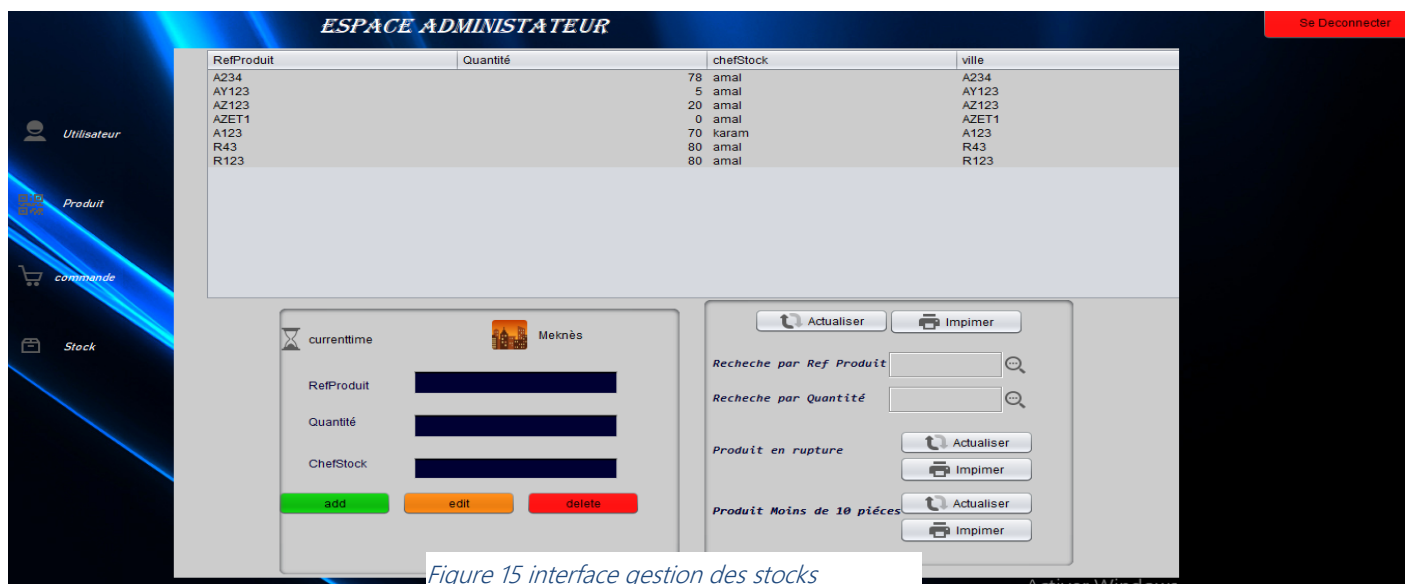 ESPACE ADMINISTATEUR
Se Deconnecter
RefProduit Quantité chefStock ville
A234 78 amal A234
AY123 5 amal AY123
AZ123 20 amal AZ123
AZET1 0 amal AZET1
A123 70 karam A123
R43 80 amal R43
R123 80 amal R123
Utilisateur
Produit
commande
Stock
currenttime
Meknès
RefProduit
Quantité
ChefStock
add edit delete
Actualiser Impimer
Recheche par Ref Produit
Recheche par Quantité
Produit en rupture
Actualiser
Impimer
Produit Moins de 10 piéces
Actualiser
Impimer
Figure 15 interface gestion des stocks
Activer Windows